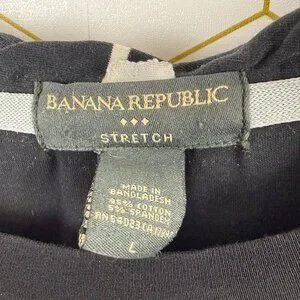 BANANA REPUBLIC
STRETCH
MADE IN
BANGLADESH
95% COTTON
5% SPANDEX
L